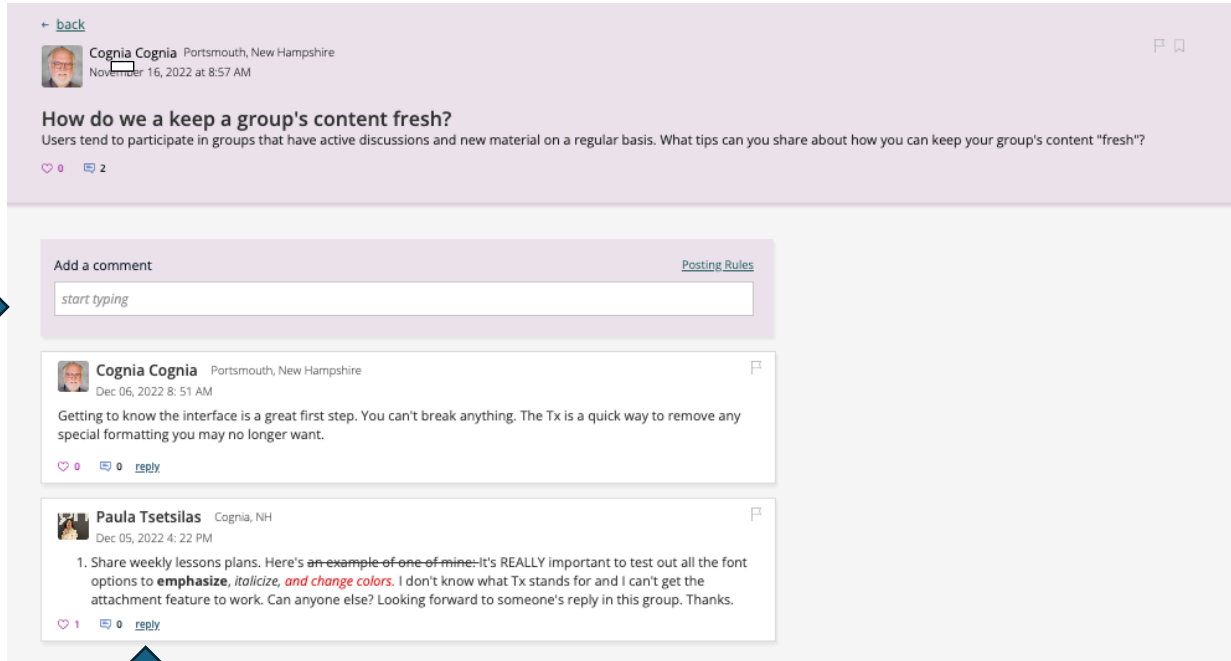 ← back
Cognia Cognia Portsmouth, New Hampshire
November 16, 2022 at 8:57 AM
How do we a keep a group's content fresh?
Users tend to participate in groups that have active discussions and new material on a regular basis. What tips can you share about how you can keep your group's content "fresh"?
0 2
Add a comment Posting Rules
start typing
Cognia Cognia Portsmouth, New Hampshire
Dec 06, 2022 8: 51 AM
Getting to know the interface is a great first step. You can't break anything. The Tx is a quick way to remove any
special formatting you may no longer want.
0 0 reply
Paula Tsetsilas Cognia, NH
Dec 05, 2022 4: 22 PM
1. Share weekly lessons plans. Here's an example of one of mine: It's REALLY important to test out all the font
options to emphasize, italicize, and change colors. I don't know what Tx stands for and I can't get the
attachment feature to work. Can anyone else? Looking forward to someone's reply in this group. Thanks.
1 0 reply